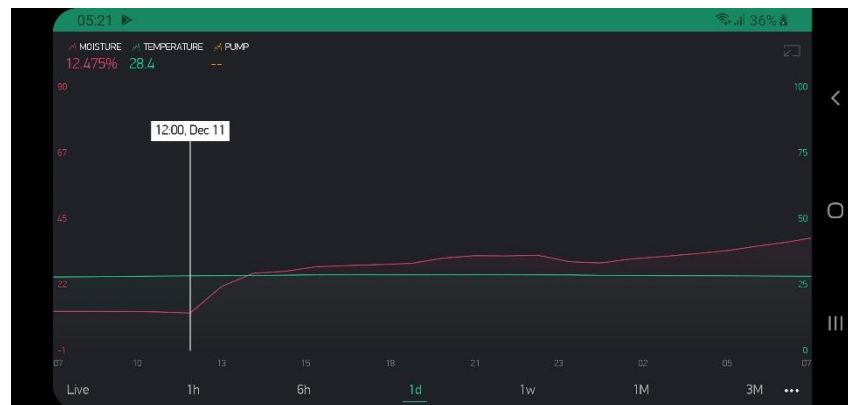 05:21 36%
MOISTURE TEMPERATURE PUMP
12.475% 28.4 --
90 100
12:00, Dec 11
67 75
45 50
22 25
-1 0
07 10 13 15 18 21 23 02 05 07
Live 1h 6h 1d 1w 1M 3M •••